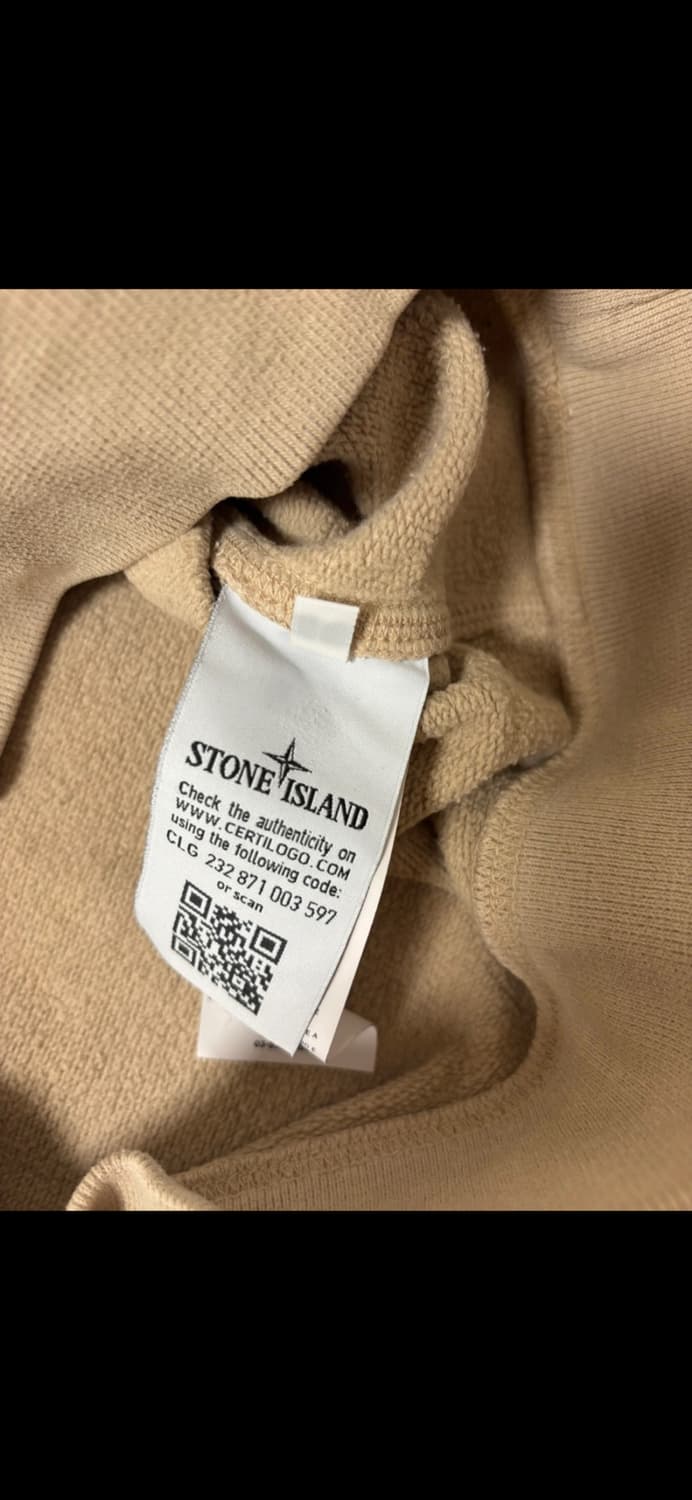 STONE ISLAND
Check the authenticity on
WWW.CERTILOGO.COM
using the following code:
CLG 232 871 003 597
or scan